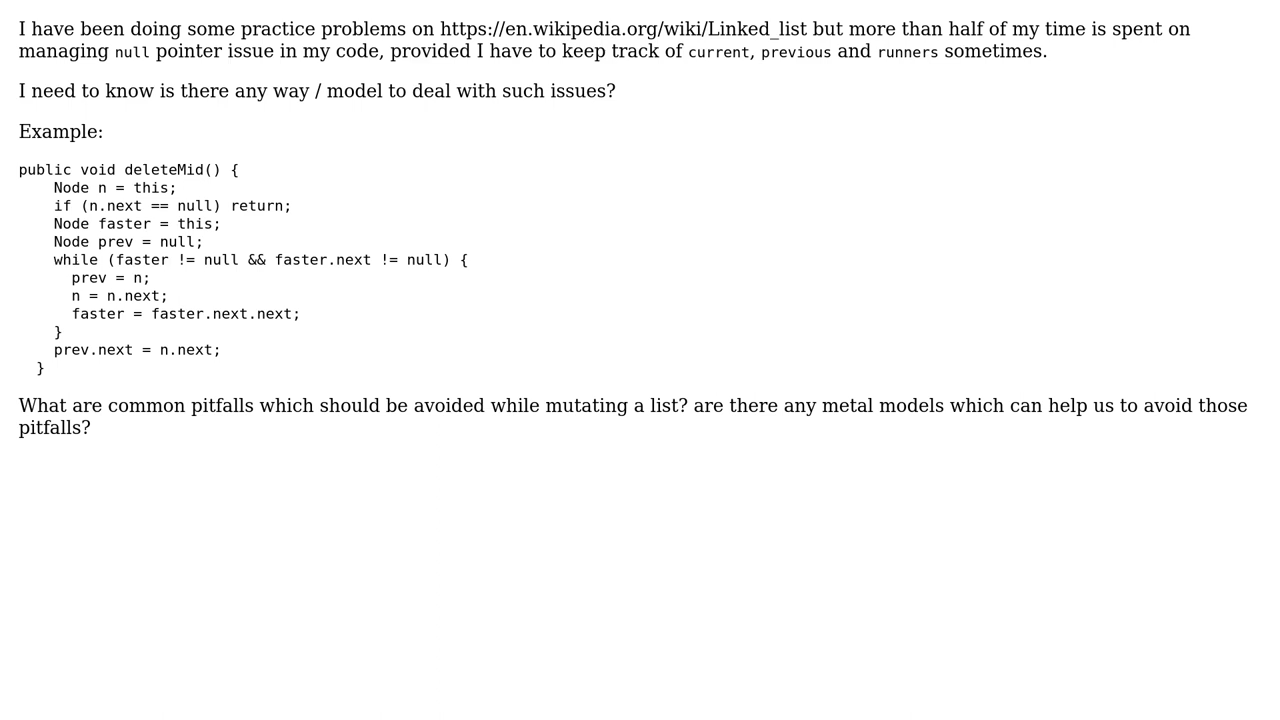 I have been doing some practice problems on https://en.wikipedia.org/wiki/Linked_list but more than half of my time is spent on
managing null pointer issue in my code, provided I have to keep track of current, previous and runners sometimes.
I need to know is there any way / model to deal with such issues?
Example:
public void deleteMid() {
    Node n = this;
    if (n.next == null) return;
    Node faster = this;
    Node prev = null;
    while (faster != null && faster.next != null) {
      prev = n;
      n = n.next;
      faster = faster.next.next;
    }
    prev.next = n.next;
  }
What are common pitfalls which should be avoided while mutating a list? are there any metal models which can help us to avoid those
pitfalls?